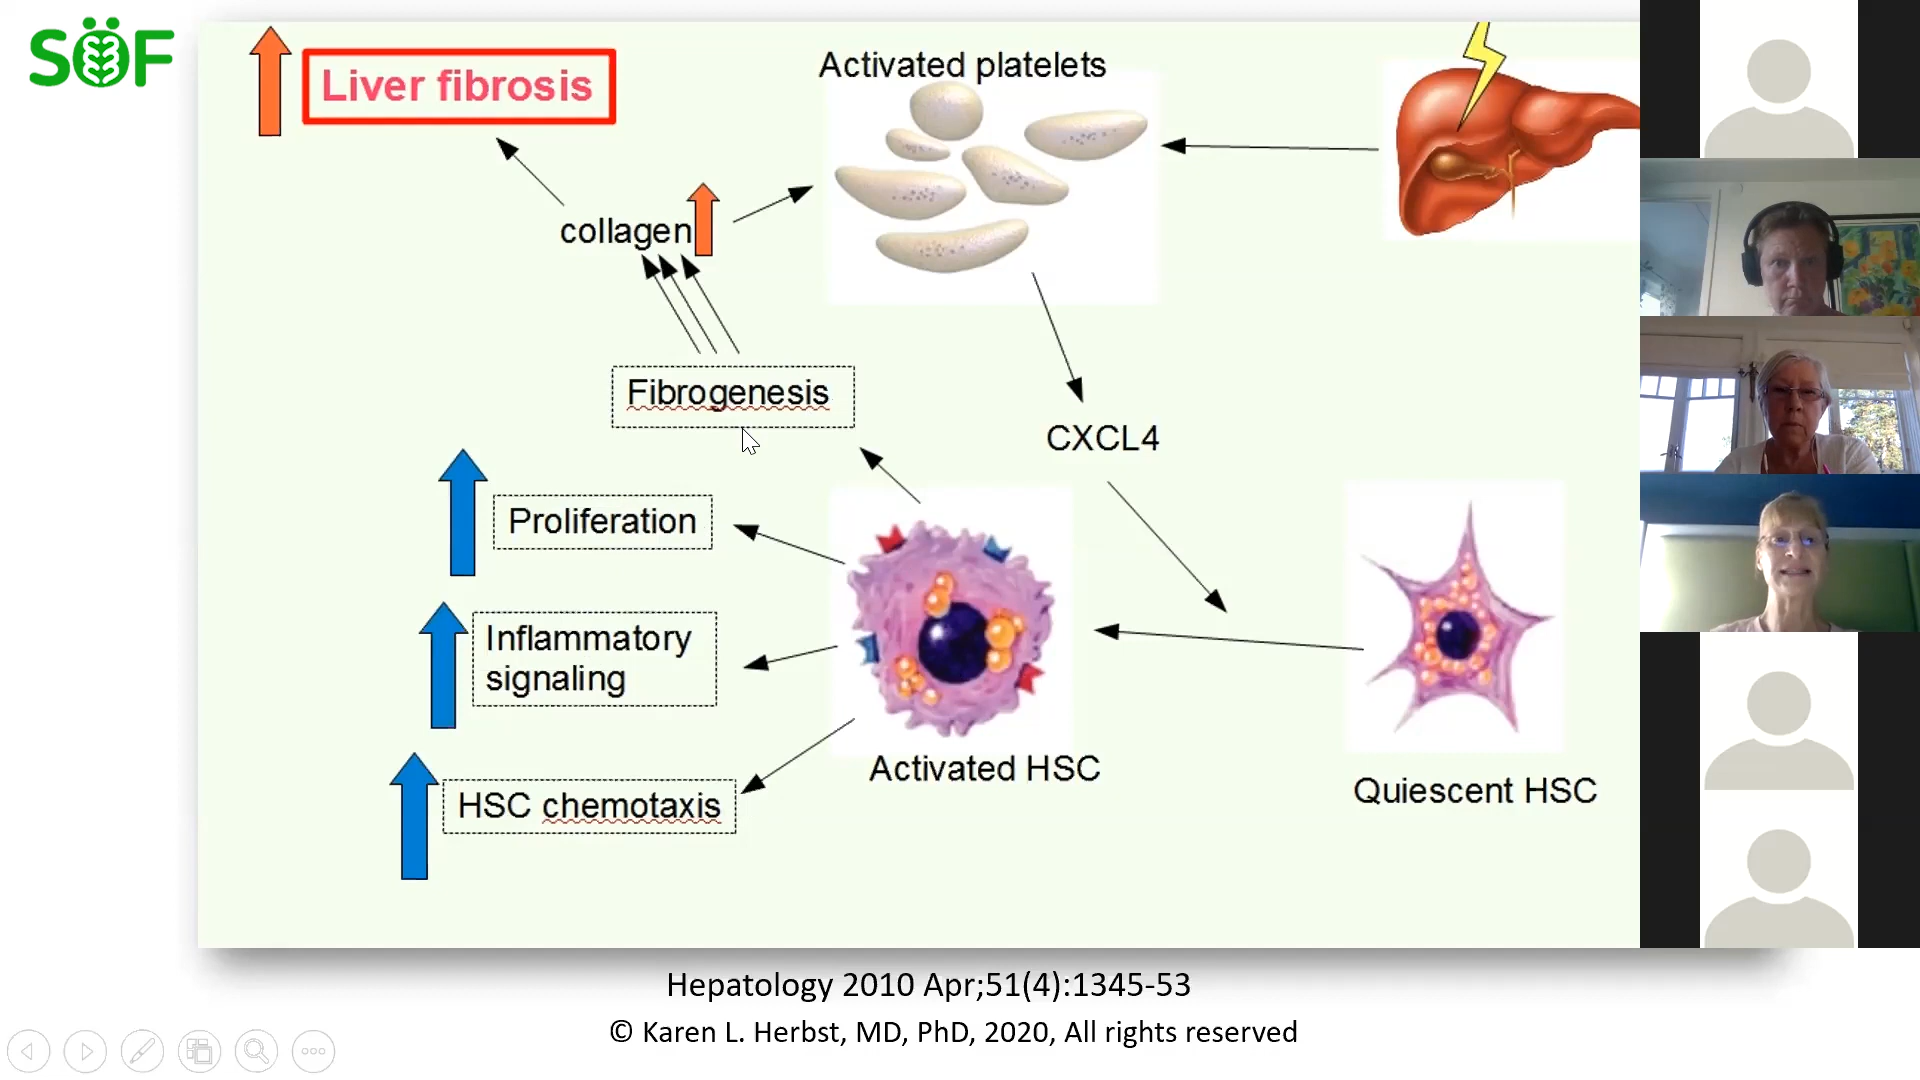 SÖF
Liver fibrosis
Activated platelets
collagen
Fibrogenesis
CXCL4
Proliferation
Inflammatory
signaling
HSC chemotaxis
Activated HSC
Quiescent HSC
Hepatology 2010 Apr;51(4):1345-53
© Karen L. Herbst, MD, PhD, 2020, All rights reserved